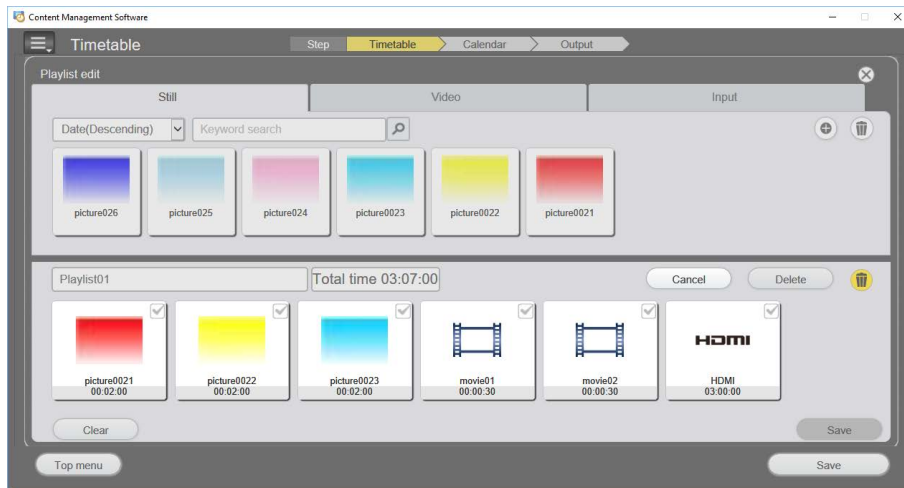 Content Management Software
Timetable
Step Timetable Calendar Output
Playlist edit
Still Video Input
Date(Descending) Keyword search
picture026 picture025 picture024 picture0023 picture0022 picture0021
Playlist01 Total time 03:07:00 Cancel Delete
HDMI
picture0021 picture0022 picture0023 movie01 movie02 HDMI
00:02:00 00:02:00 00:02:00 00:00:30 00:00:30 03:00:00
Clear Save
Top menu Save